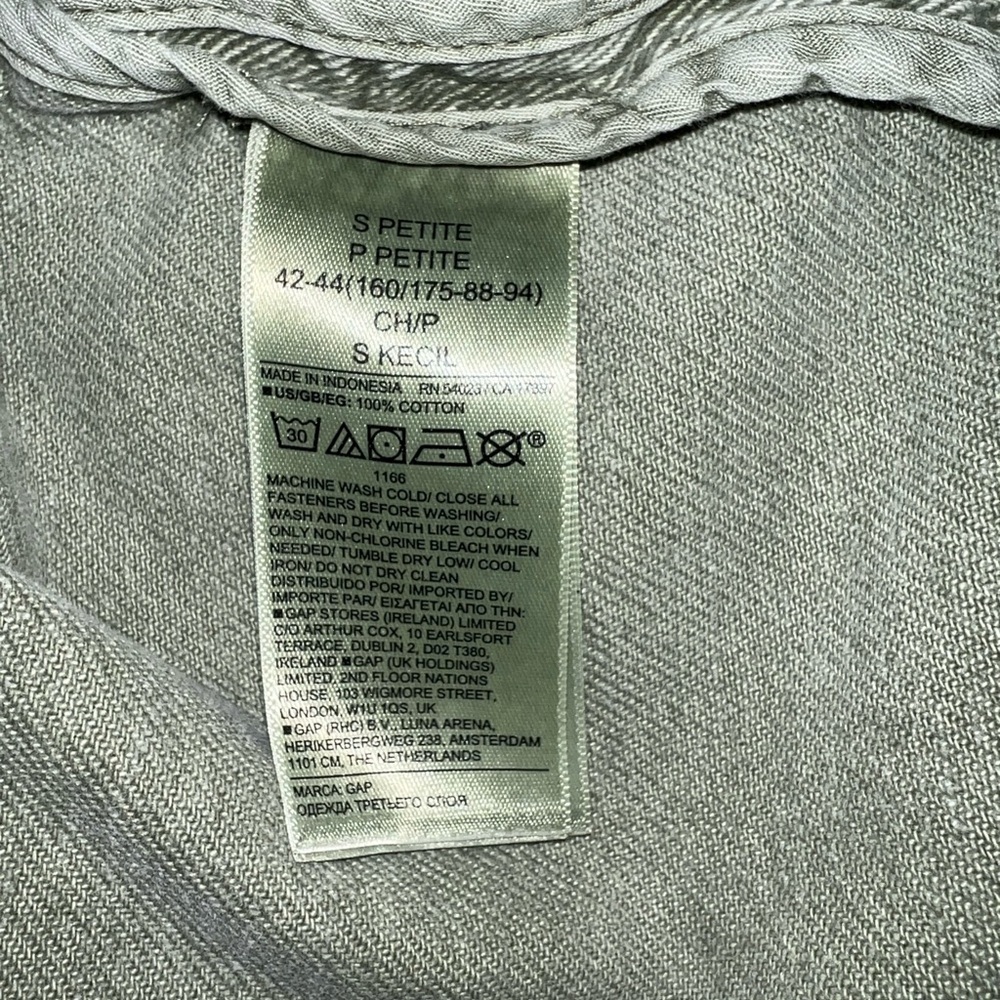 S PETITE
P PETITE
42-44(160/175-88-94)
CH/P
S KECIL
MADE IN INDONESIA RN 54023 / CA 17897
■US/GB/EG: 100% COTTON
30 ®
1166
MACHINE WASH COLD/ CLOSE ALL
FASTENERS BEFORE WASHING/
WASH AND DRY WITH LIKE COLORS/
ONLY NON-CHLORINE BLEACH WHEN
NEEDED/ TUMBLE DRY LOW/ COOL
IRON/ DO NOT DRY CLEAN
DISTRIBUIDO POR/ IMPORTED BY/
IMPORTE PAR/ ΕΙΣΑΓΕΤΑΙ ΑΠΟ ΤΗΝ:
■GAP STORES (IRELAND) LIMITED
C/O ARTHUR COX, 10 EARLSFORT
TERRACE, DUBLIN 2, D02 T380,
IRELAND ■GAP (UK HOLDINGS)
LIMITED, 2ND FLOOR NATIONS
HOUSE, 103 WIGMORE STREET,
LONDON, W1U 1QS, UK
■GAP (RHC) B.V., LUNA ARENA,
HERIKERBERGWEG 238, AMSTERDAM
1101 CM, THE NETHERLANDS
MARCA: GAP
ОДЕЖДА ТРЕТЬЕГО СЛОЯ